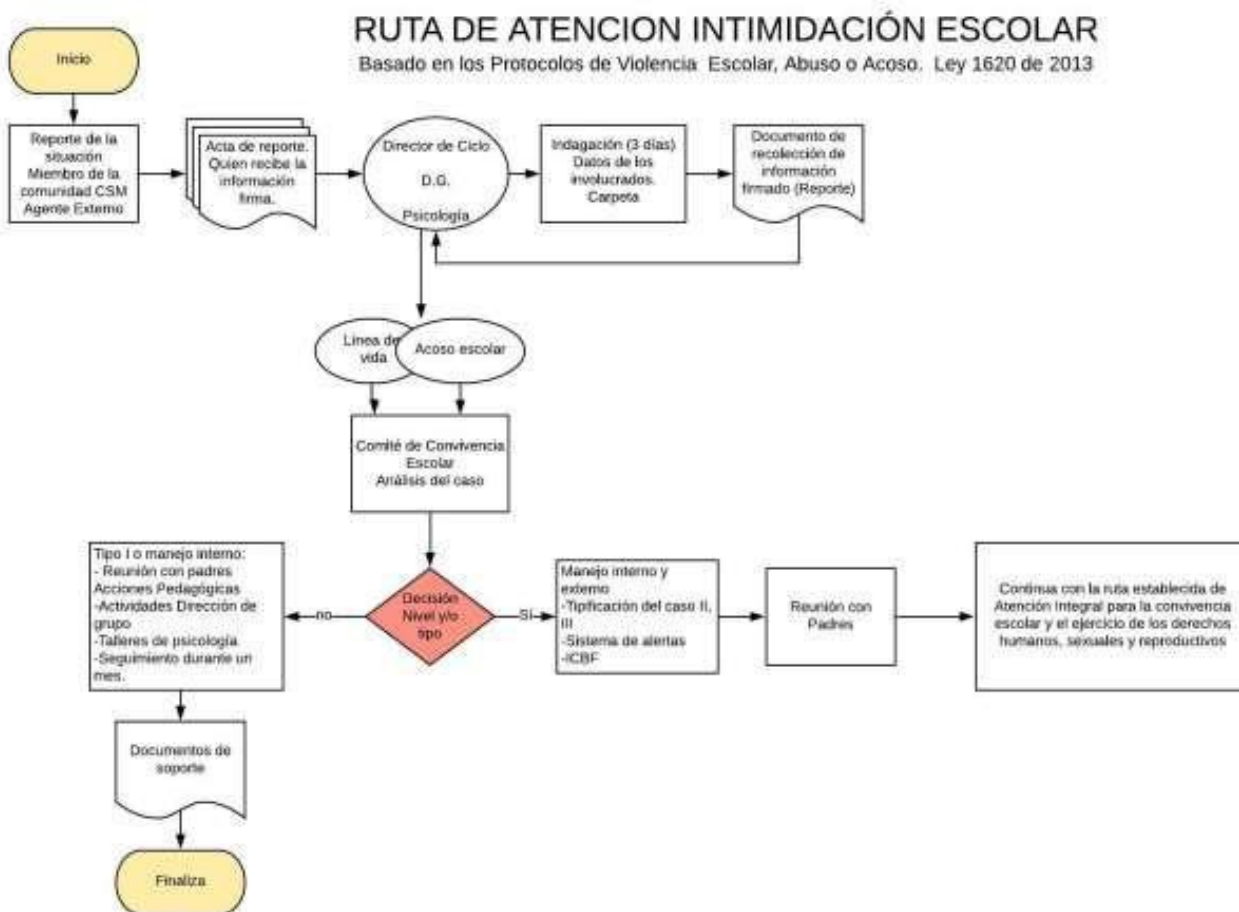 RUTA DE ATENCION INTIMIDACIÓN ESCOLAR
Basado en los Protocolos de Violencia Escolar, Abuso o Acoso. Ley 1620 de 2013
Inicio
Reporte de la
situación
Miembro de la
comunidad CSM
Agente Externo
Acta de reporte.
Quien recibe la
información
firma.
Director de Ciclo
D.G.
Psicología
Indagación (3 días)
Datos de los
involucrados.
Carpeta
Documento de
recolección de
información
firmado (Reporte)
Línea de
vida
Acoso escolar
Comité de Convivencia
Escolar
Análisis del caso
Decisión
Nivel y/o
tipo
no
Sí
Tipo I o manejo interno:
- Reunión con padres
Acciones Pedagógicas
-Actividades Dirección de
grupo
-Talleres de psicología
-Seguimiento durante un
mes.
Manejo interno y
externo
-Tipificación del caso II,
III
-Sistema de alertas
-ICBF
Reunión con
Padres
Continua con la ruta establecida de
Atención Integral para la convivencia
escolar y el ejercicio de los derechos
humanos, sexuales y reproductivos
Documentos de
soporte
Finaliza